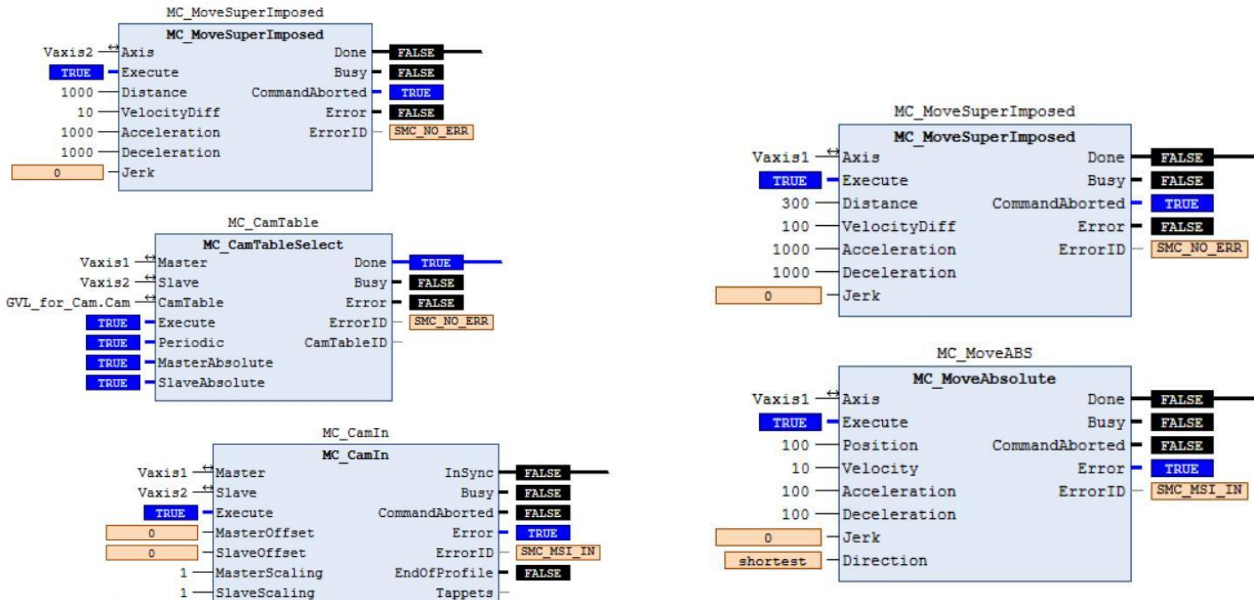 MC_MoveSuperImposed
MC_MoveSuperImposed
Vaxis2 Axis Done FALSE
TRUE Execute Busy FALSE
1000 Distance CommandAborted TRUE
10 VelocityDiff Error FALSE
1000 Acceleration ErrorID SMC_NO_ERR
1000 Deceleration
0 Jerk
MC_CamTable
MC_CamTableSelect
Vaxis1 Master Done TRUE
Vaxis2 Slave Busy FALSE
GVL_for_Cam.Cam CamTable Error FALSE
TRUE Execute ErrorID SMC_NO_ERR
TRUE Periodic CamTableID
TRUE MasterAbsolute
TRUE SlaveAbsolute
MC_CamIn
MC_CamIn
Vaxis1 Master InSync FALSE
Vaxis2 Slave Busy FALSE
TRUE Execute CommandAborted FALSE
0 MasterOffset Error TRUE
0 SlaveOffset ErrorID SMC_MSI_IN
1 MasterScaling EndOfProfile FALSE
1 SlaveScaling Tappets
MC_MoveSuperImposed
MC_MoveSuperImposed
Vaxis1 Axis Done FALSE
TRUE Execute Busy FALSE
300 Distance CommandAborted TRUE
100 VelocityDiff Error FALSE
1000 Acceleration ErrorID SMC_NO_ERR
1000 Deceleration
0 Jerk
MC_MoveABS
MC_MoveAbsolute
Vaxis1 Axis Done FALSE
TRUE Execute Busy FALSE
100 Position CommandAborted FALSE
10 Velocity Error TRUE
100 Acceleration ErrorID SMC_MSI_IN
100 Deceleration
0 Jerk
shortest Direction